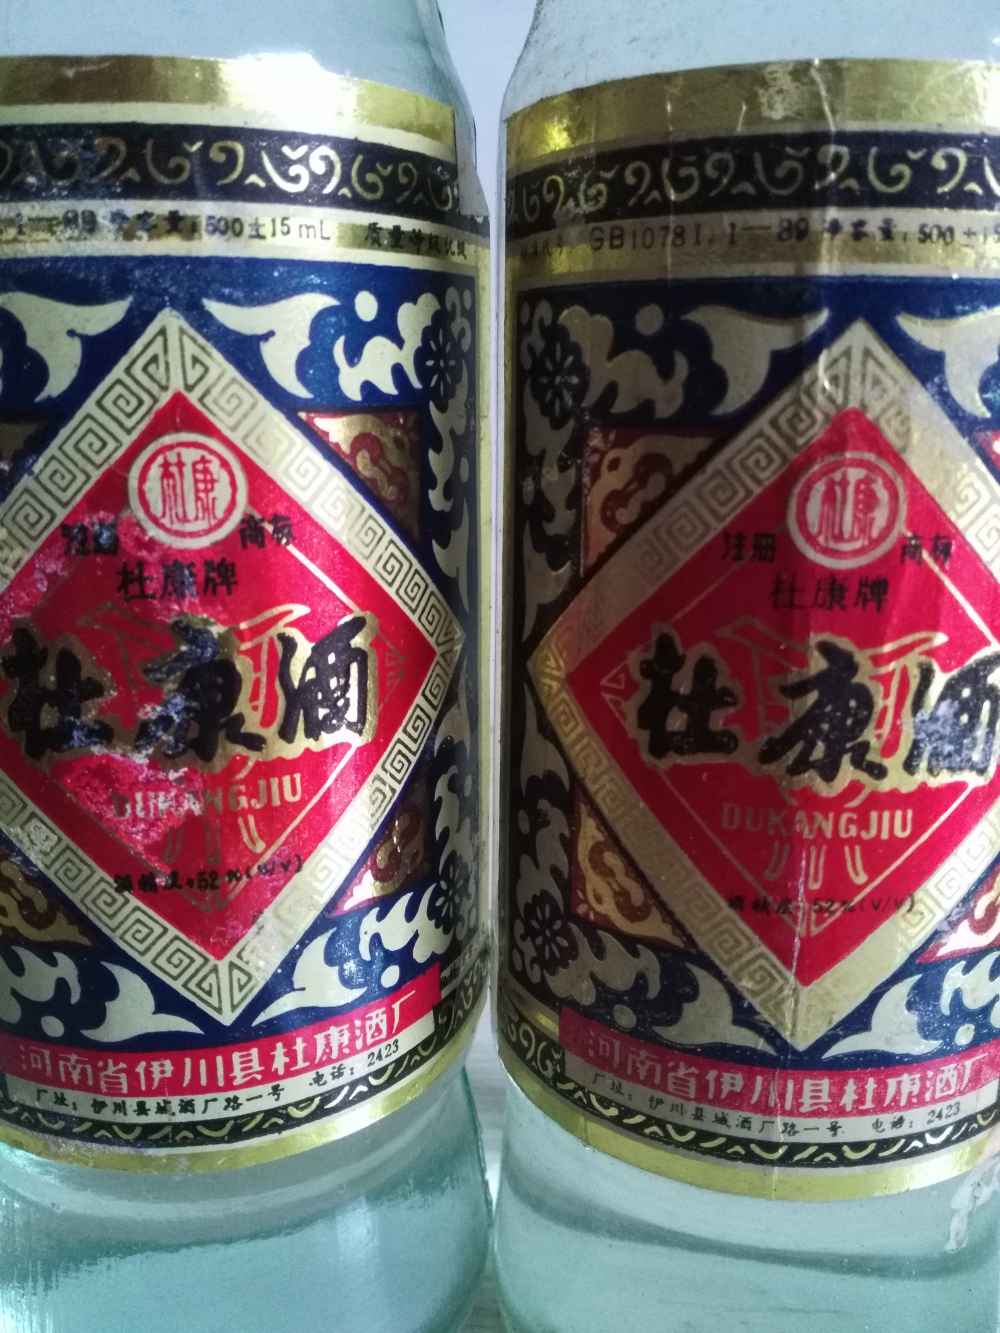 净容量:500±15mL 质量等级优级
杜康
注册 商标
杜康牌
杜康酒
DUKANGJIU
酒精度:52%(V/V)
河南省伊川县杜康酒厂
厂址:伊川县城酒厂路一号 电话:2423
GB10781.1-89 净容量:500±15
杜康
注册 商标
杜康牌
杜康酒
DUKANGJIU
酒精度:52%(V/V)
河南省伊川县杜康酒厂
厂址:伊川县城酒厂路一号 电话:2423